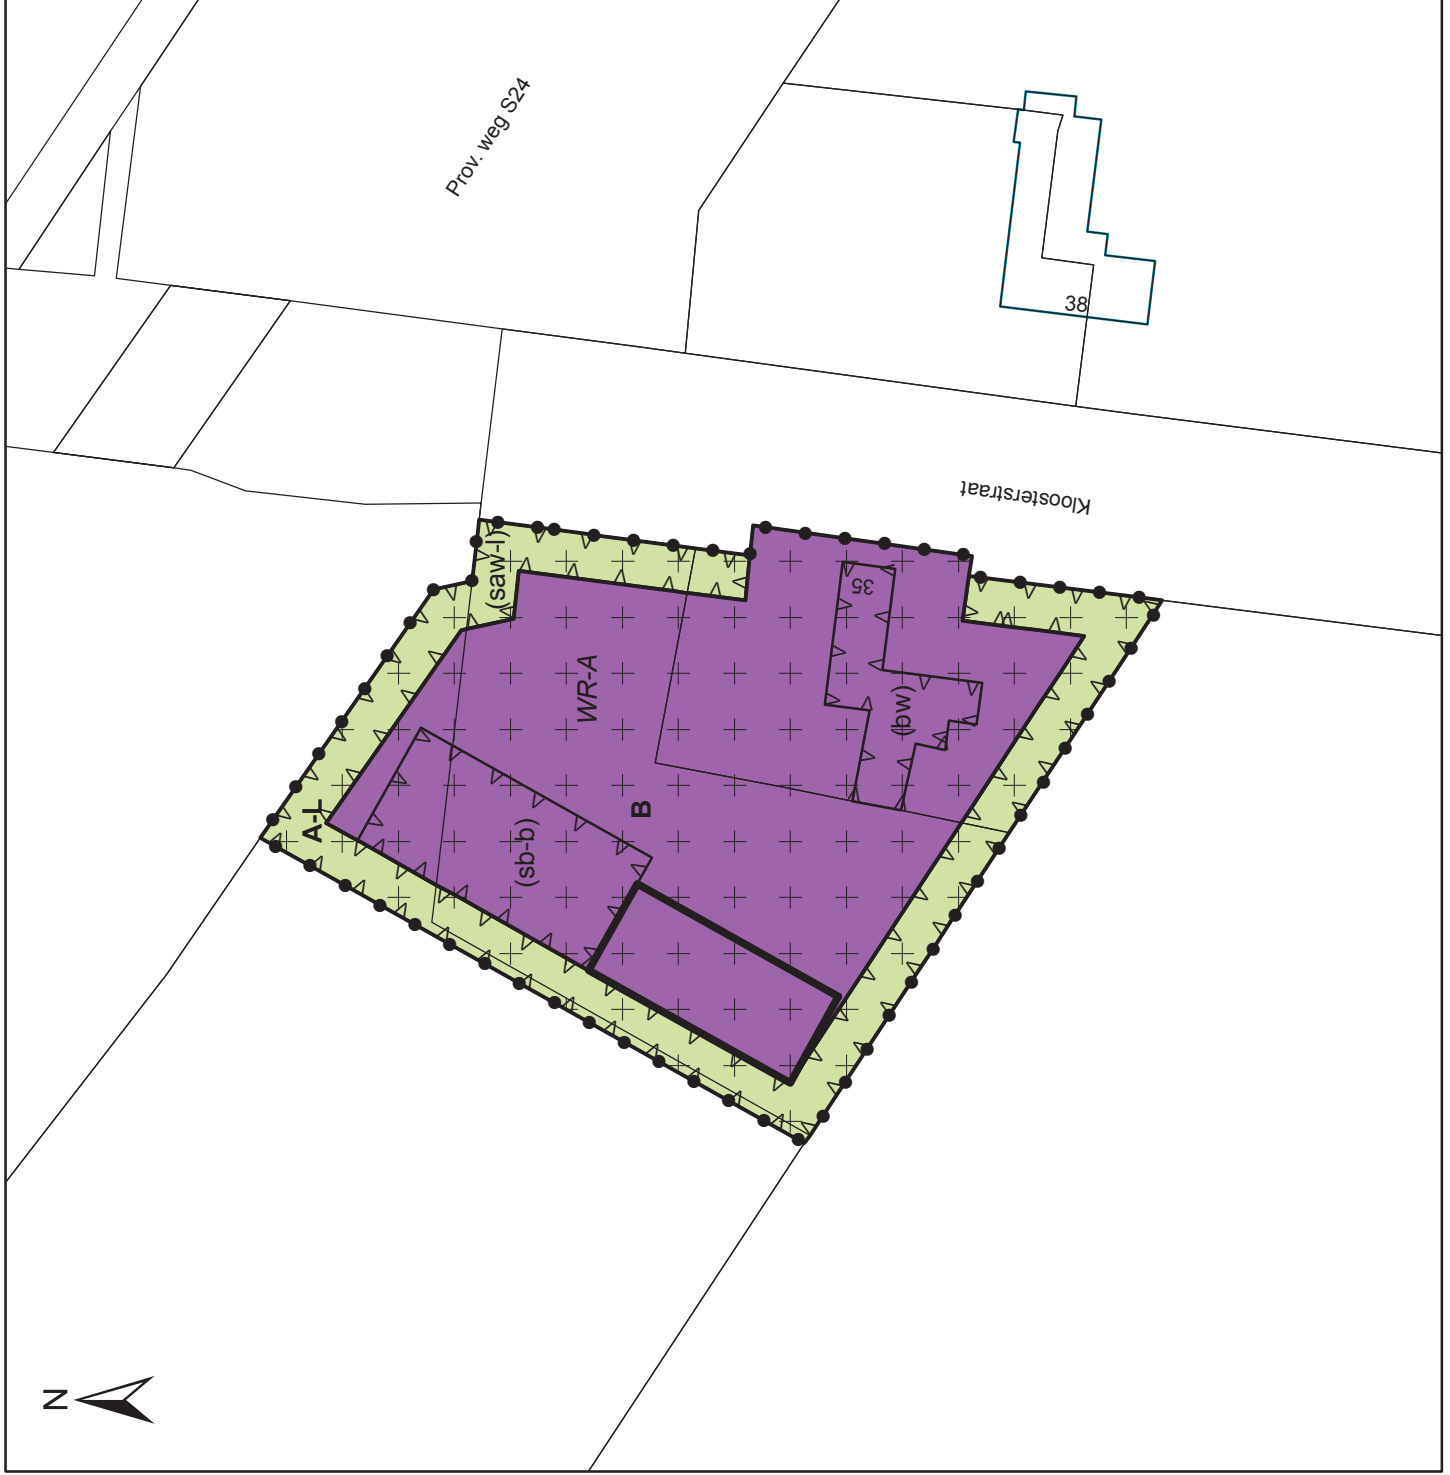 Prov. weg S24
38
Kloosterstraat
(saw-l)
35
WR-A
(bw)
A-L
B
(sb-b)
N